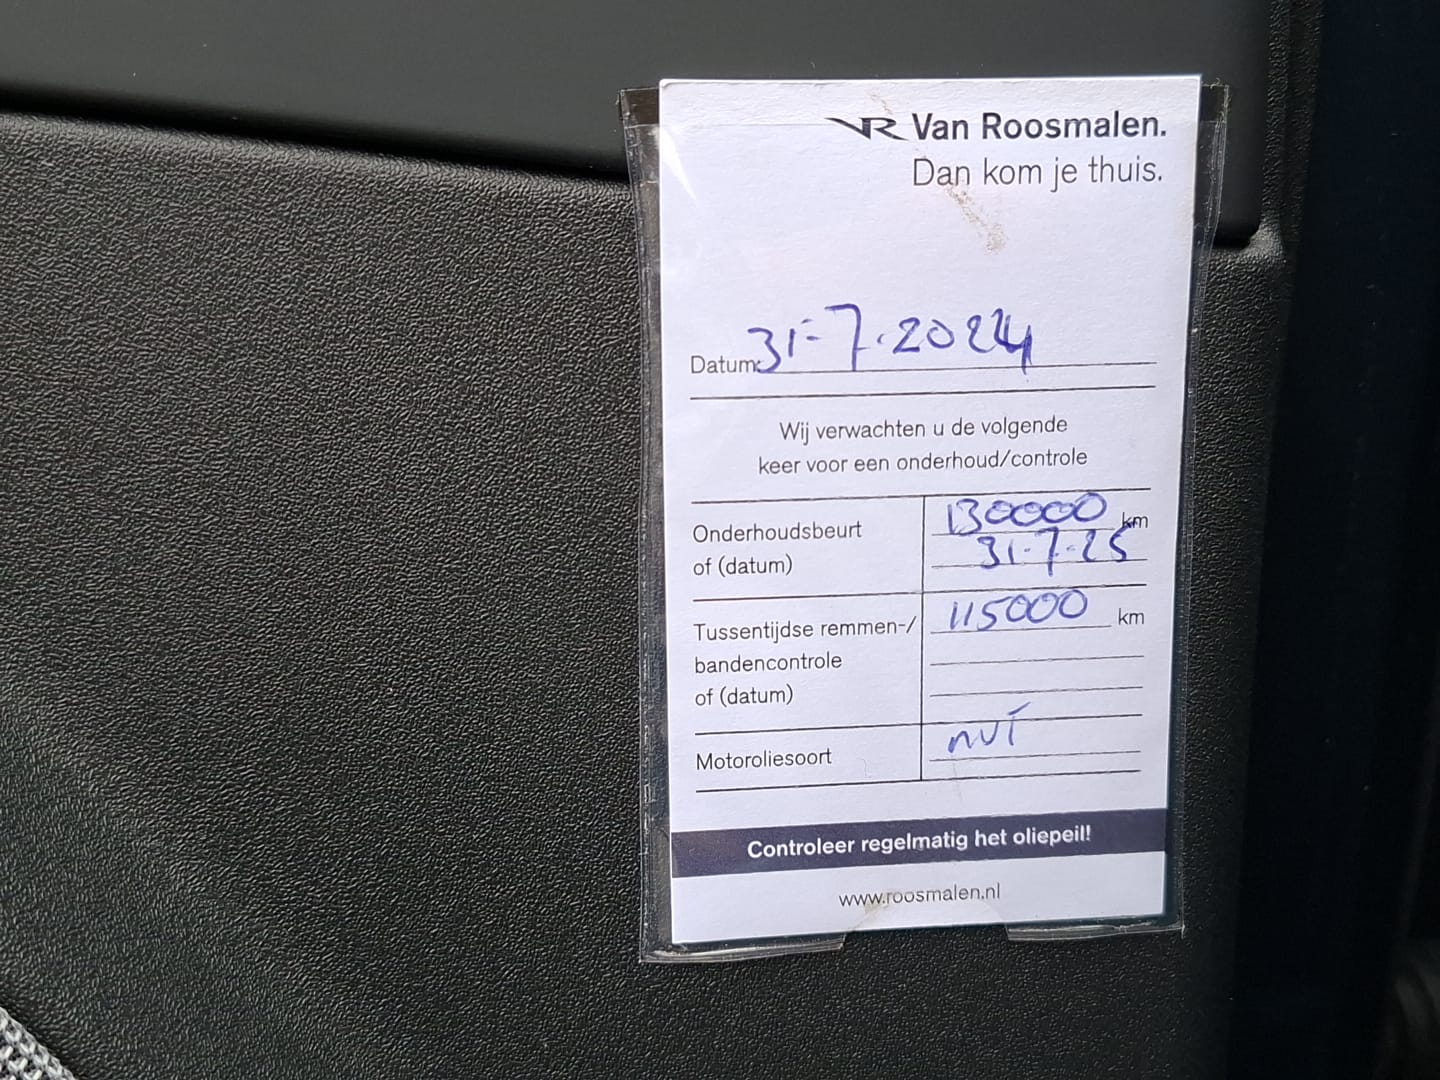 VR Van Roosmalen.
Dan kom je thuis.
Datum: 31-7-2024
Wij verwachten u de volgende
keer voor een onderhoud/controle
Onderhoudsbeurt 130000 km
of (datum) 31-7-25
Tussentijdse remmen-/ 115000 km
bandencontrole
of (datum)
Motoroliesoort
Controleer regelmatig het oliepeil!
www.roosmalen.nl